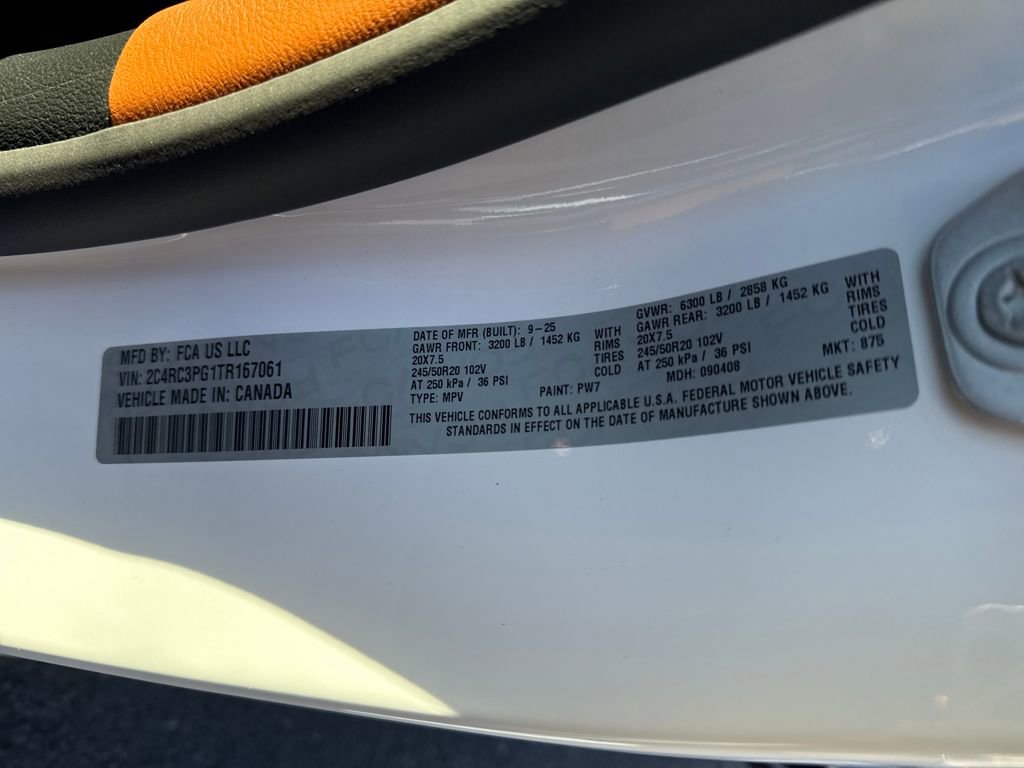 MFD BY: FCA US LLC
VIN: 2C4RC3PG1TR167061
VEHICLE MADE IN: CANADA
DATE OF MFR (BUILT): 9-25
GAWR FRONT: 3200 LB / 1452 KG WITH
20X7.5 RIMS
245/50R20 102V TIRES
AT 250 kPa / 36 PSI COLD
TYPE: MPV PAINT: PW7
GVWR: 6300 LB / 2858 KG
GAWR REAR: 3200 LB / 1452 KG WITH
20X7.5 RIMS
245/50R20 102V TIRES
AT 250 kPa / 36 PSI COLD
MDH: 090408 MKT: 875
THIS VEHICLE CONFORMS TO ALL APPLICABLE U.S.A. FEDERAL MOTOR VEHICLE SAFETY
STANDARDS IN EFFECT ON THE DATE OF MANUFACTURE SHOWN ABOVE.